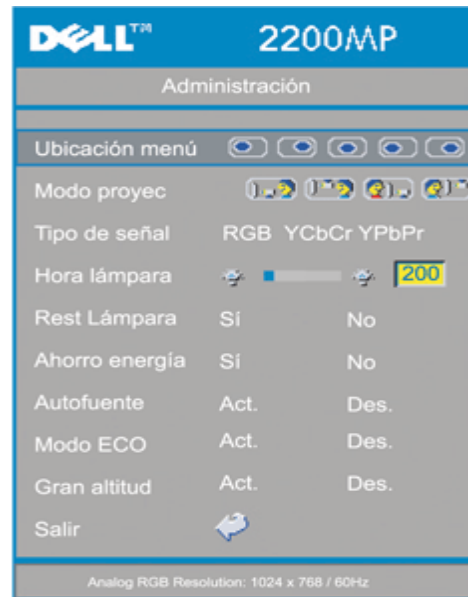 DELL™ 2200MP
Administración
Ubicación menú
Modo proyec
Tipo de señal RGB YCbCr YPbPr
Hora lámpara 200
Rest Lámpara Sí No
Ahorro energía Sí No
Autofuente Act. Des.
Modo ECO Act. Des.
Gran altitud Act. Des.
Salir
Analog RGB Resolution: 1024 x 768 / 60Hz